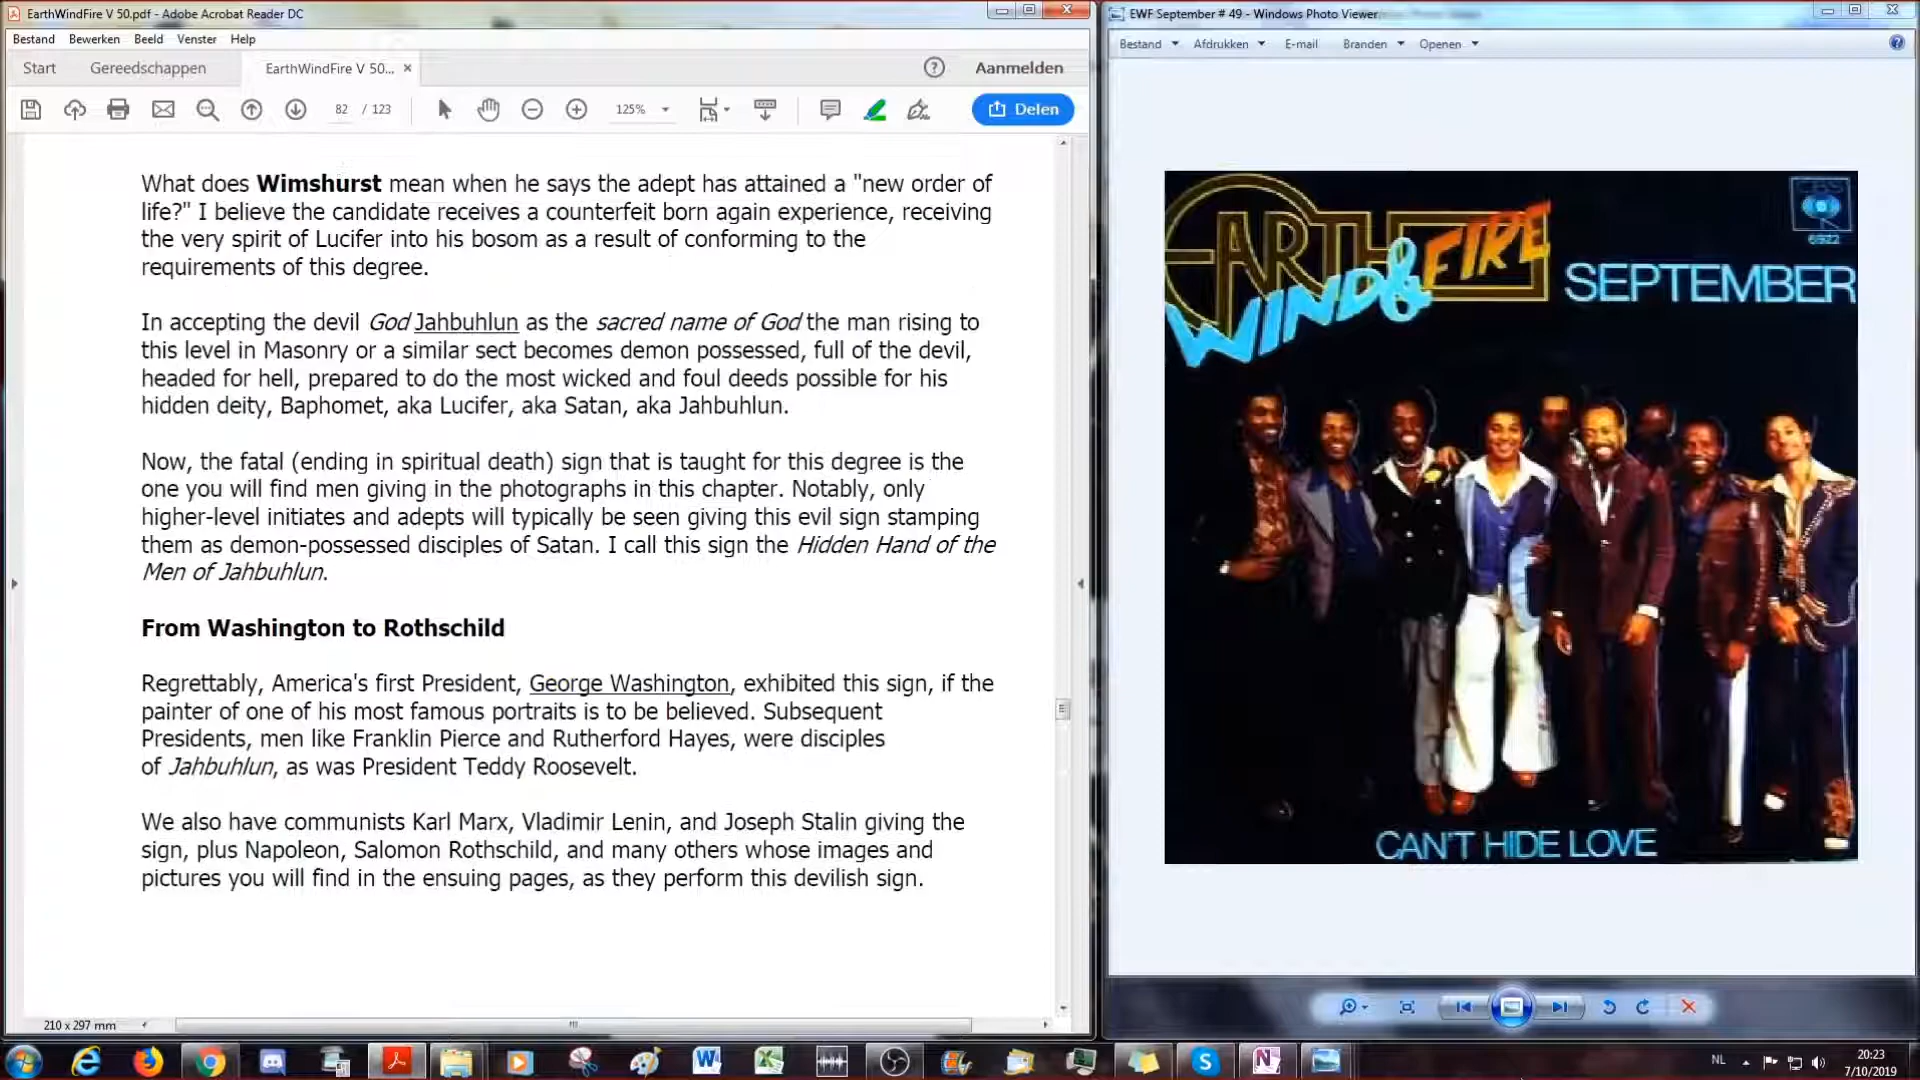 EarthWindFire V 50.pdf - Adobe Acrobat Reader DC
Bestand Bewerken Beeld Venster Help
Start Gereedschappen EarthWindFire V 50... × Aanmelden
82 / 123 125% Delen
What does Wimshurst mean when he says the adept has attained a "new order of
life?" I believe the candidate receives a counterfeit born again experience, receiving
the very spirit of Lucifer into his bosom as a result of conforming to the
requirements of this degree.
In accepting the devil God Jahbuhlun as the sacred name of God the man rising to
this level in Masonry or a similar sect becomes demon possessed, full of the devil,
headed for hell, prepared to do the most wicked and foul deeds possible for his
hidden deity, Baphomet, aka Lucifer, aka Satan, aka Jahbuhlun.
Now, the fatal (ending in spiritual death) sign that is taught for this degree is the
one you will find men giving in the photographs in this chapter. Notably, only
higher-level initiates and adepts will typically be seen giving this evil sign stamping
them as demon-possessed disciples of Satan. I call this sign the Hidden Hand of the
Men of Jahbuhlun.
From Washington to Rothschild
Regrettably, America's first President, George Washington, exhibited this sign, if the
painter of one of his most famous portraits is to be believed. Subsequent
Presidents, men like Franklin Pierce and Rutherford Hayes, were disciples
of Jahbuhlun, as was President Teddy Roosevelt.
We also have communists Karl Marx, Vladimir Lenin, and Joseph Stalin giving the
sign, plus Napoleon, Salomon Rothschild, and many others whose images and
pictures you will find in the ensuing pages, as they perform this devilish sign.
210 x 297 mm
EWF September # 49 - Windows Photo Viewer
Bestand Afdrukken E-mail Branden Openen
EARTH
WIND & FIRE
CBS
6922
SEPTEMBER
CAN'T HIDE LOVE
NL
20:23
7/10/2019